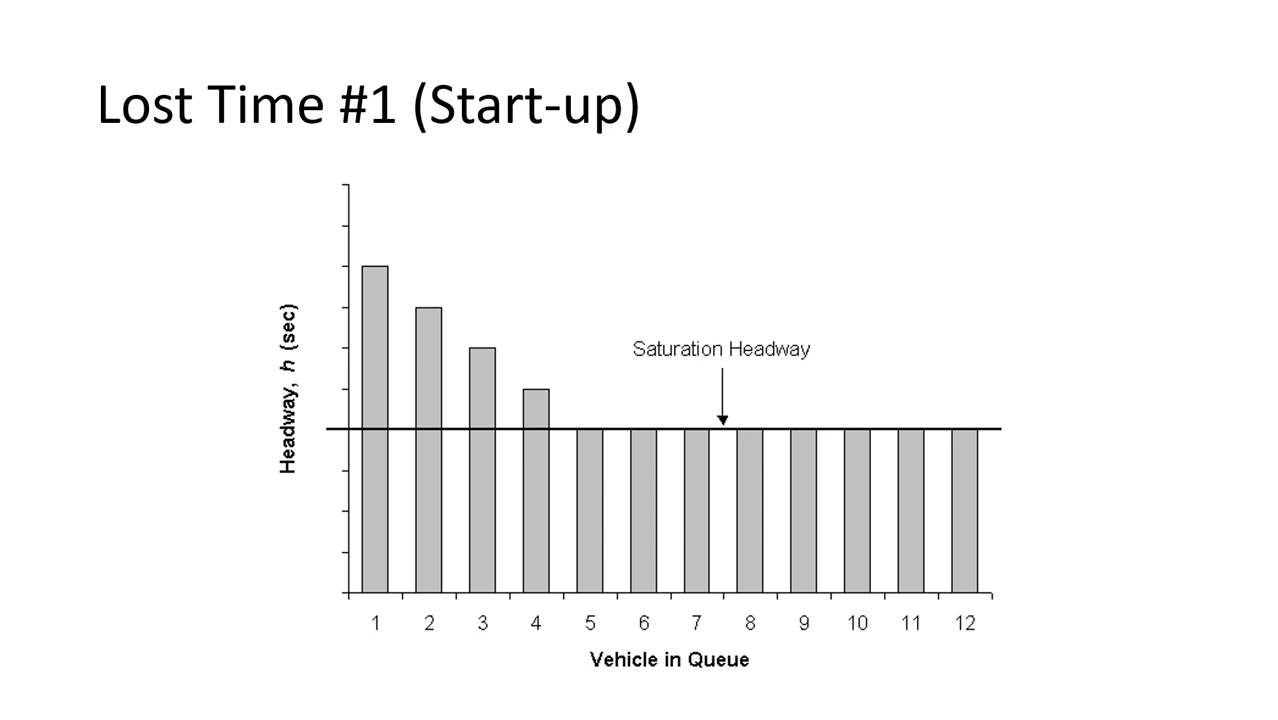 Lost Time #1 (Start-up)
Headway, h (sec)
Saturation Headway
1 2 3 4 5 6 7 8 9 10 11 12
Vehicle in Queue